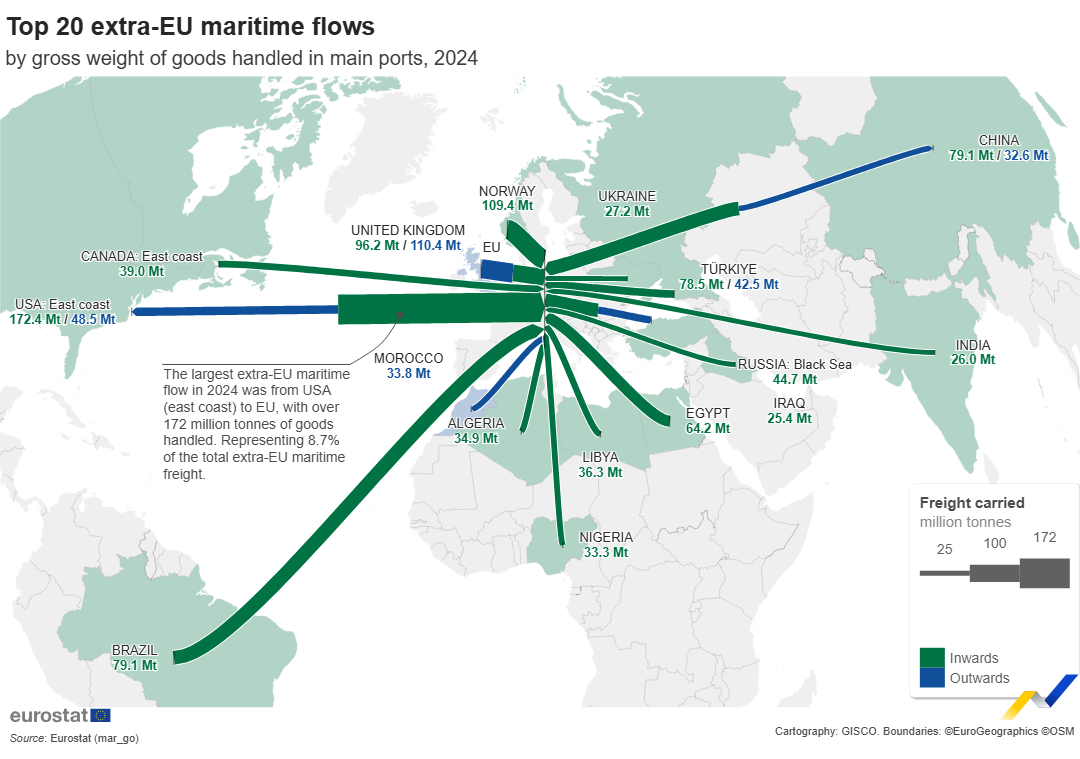 Top 20 extra-EU maritime flows
by gross weight of goods handled in main ports, 2024
CHINA
79.1 Mt / 32.6 Mt
NORWAY
109.4 Mt
UKRAINE
27.2 Mt
UNITED KINGDOM
96.2 Mt / 110.4 Mt
EU
CANADA: East coast
39.0 Mt
TÜRKIYE
78.5 Mt / 42.5 Mt
USA: East coast
172.4 Mt / 48.5 Mt
INDIA
26.0 Mt
MOROCCO
33.8 Mt
RUSSIA: Black Sea
44.7 Mt
The largest extra-EU maritime
flow in 2024 was from USA
(east coast) to EU, with over
172 million tonnes of goods
handled. Representing 8.7%
of the total extra-EU maritime
freight.
IRAQ
25.4 Mt
EGYPT
64.2 Mt
ALGERIA
34.9 Mt
LIBYA
36.3 Mt
NIGERIA
33.3 Mt
BRAZIL
79.1 Mt
Freight carried
million tonnes
25
100
172
Inwards
Outwards
eurostat
Source: Eurostat (mar_go)
Cartography: GISCO. Boundaries: ©EuroGeographics ©OSM